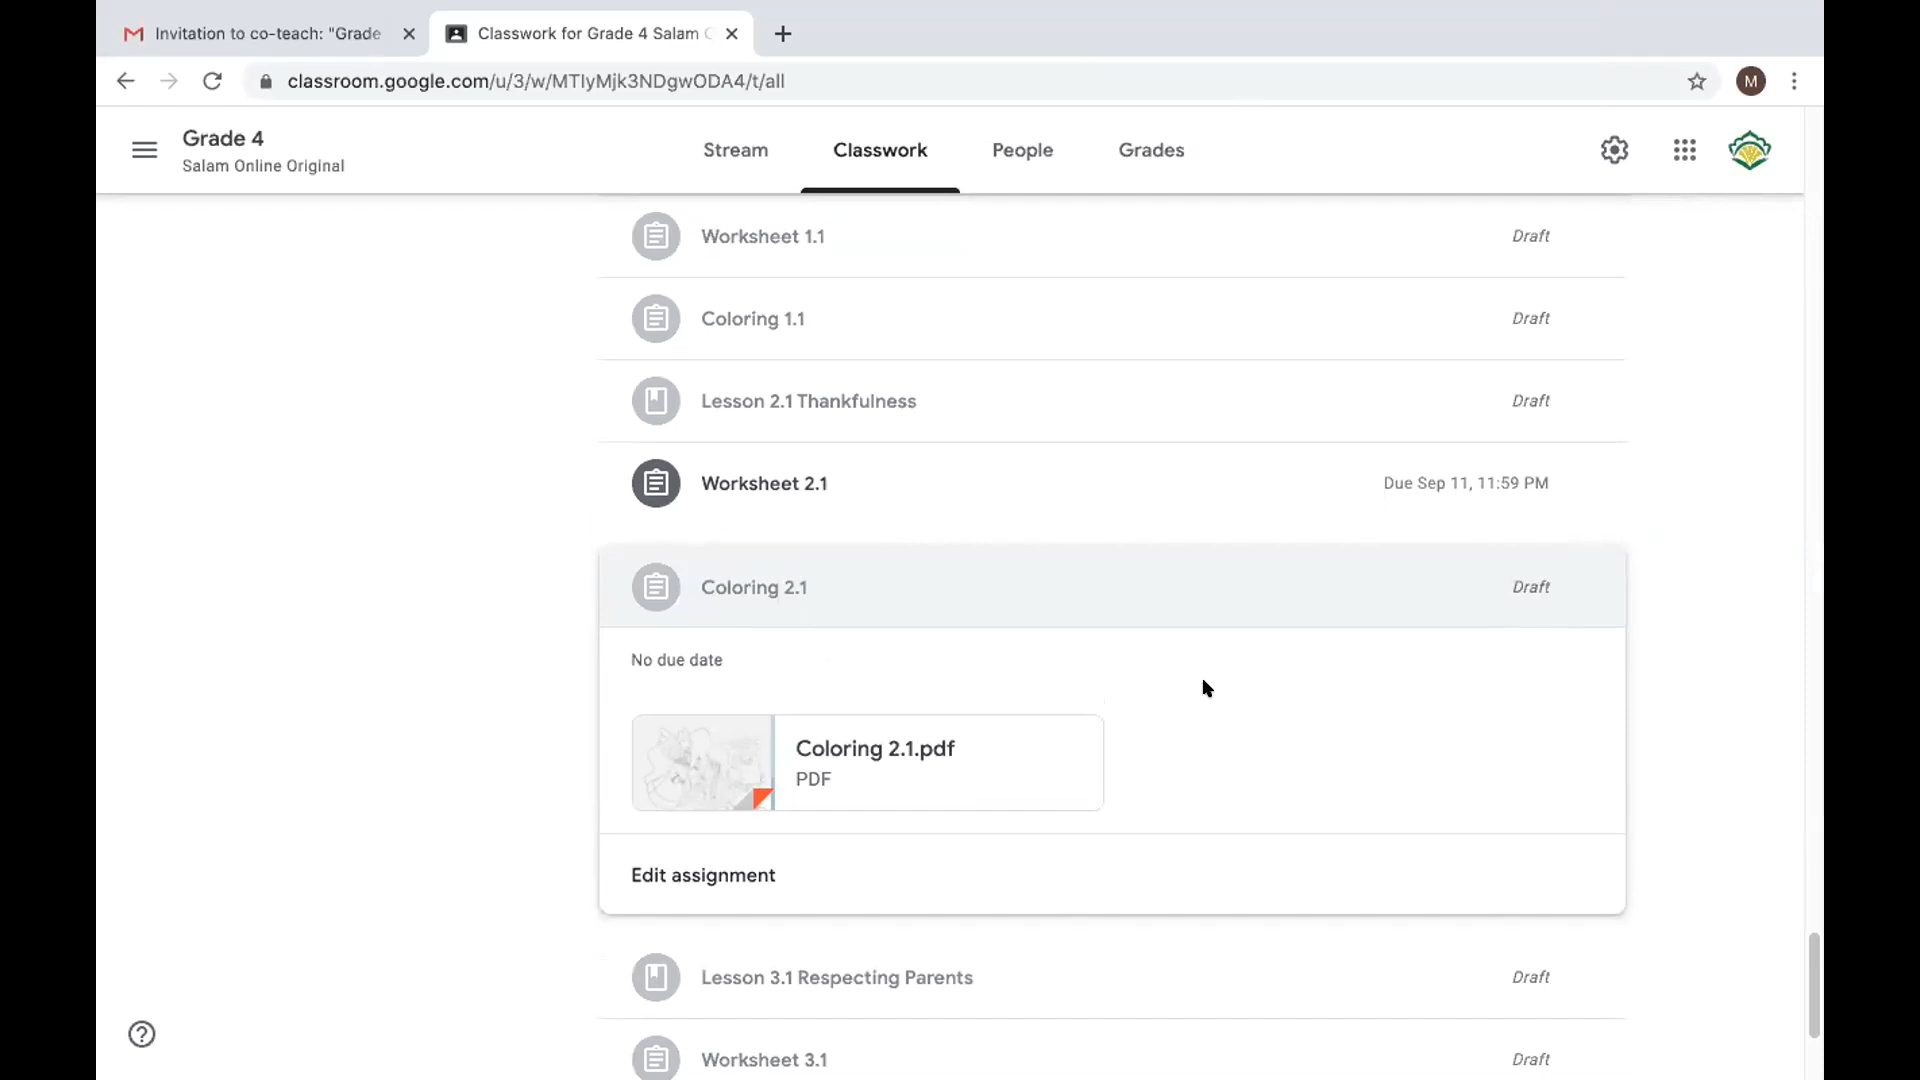 Invitation to co-teach: "Grade
Classwork for Grade 4 Salam
classroom.google.com/u/3/w/MTIyMjk3NDgwODA4/t/all
M
Grade 4
Salam Online Original
Stream
Classwork
People
Grades
Worksheet 1.1
Draft
Coloring 1.1
Draft
Lesson 2.1 Thankfulness
Draft
Worksheet 2.1
Due Sep 11, 11:59 PM
Coloring 2.1
Draft
No due date
Coloring 2.1.pdf
PDF
Edit assignment
Lesson 3.1 Respecting Parents
Draft
Worksheet 3.1
Draft